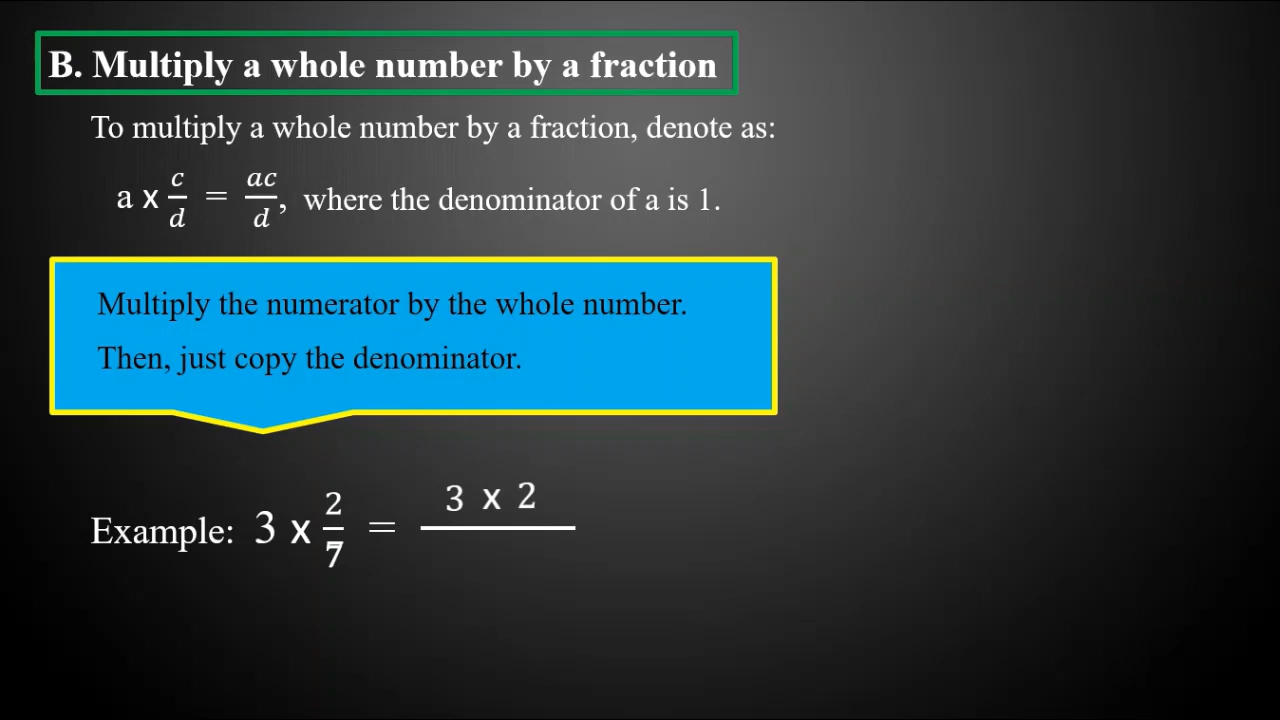 B. Multiply a whole number by a fraction
To multiply a whole number by a fraction, denote as:
a x c/d = ac/d, where the denominator of a is 1.
Multiply the numerator by the whole number.
Then, just copy the denominator.
Example: 3 x 2/7 = 3 x 2